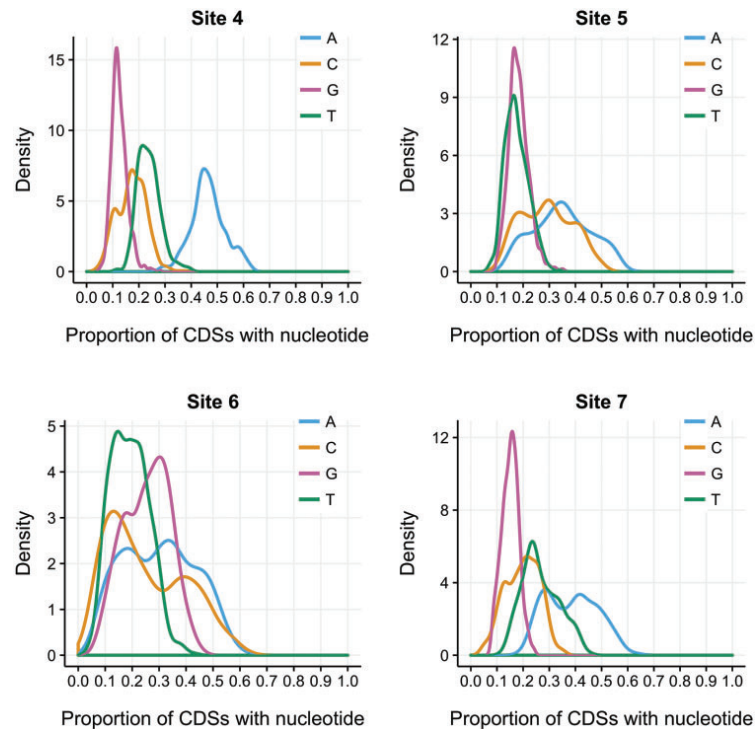 Site 4
A
C
G
T
Density
15
10
5
0
0.0 0.1 0.2 0.3 0.4 0.5 0.6 0.7 0.8 0.9 1.0
Proportion of CDSs with nucleotide
Site 5
A
C
G
T
Density
12
9
6
3
0
0.0 0.1 0.2 0.3 0.4 0.5 0.6 0.7 0.8 0.9 1.0
Proportion of CDSs with nucleotide
Site 6
A
C
G
T
Density
5
4
3
2
1
0
0.0 0.1 0.2 0.3 0.4 0.5 0.6 0.7 0.8 0.9 1.0
Proportion of CDSs with nucleotide
Site 7
A
C
G
T
Density
12
8
4
0
0.0 0.1 0.2 0.3 0.4 0.5 0.6 0.7 0.8 0.9 1.0
Proportion of CDSs with nucleotide